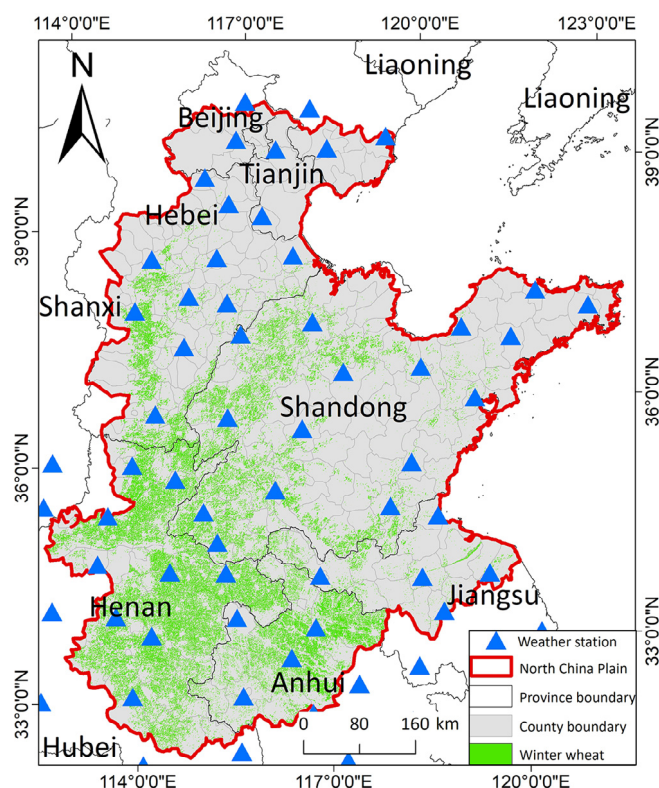 114°0'0"E 117°0'0"E 120°0'0"E 123°0'0"E
N
Liaoning
Liaoning
Beijing
Tianjin
39°0'0"N
Hebei
39°0'0"N
Shanxi
Shandong
36°0'0"N
36°0'0"N
Henan
Jiangsu
33°0'0"N
Anhui
33°0'0"N
Hubei
0 80 160 km
Weather station
North China Plain
Province boundary
County boundary
Winter wheat
114°0'0"E 117°0'0"E 120°0'0"E